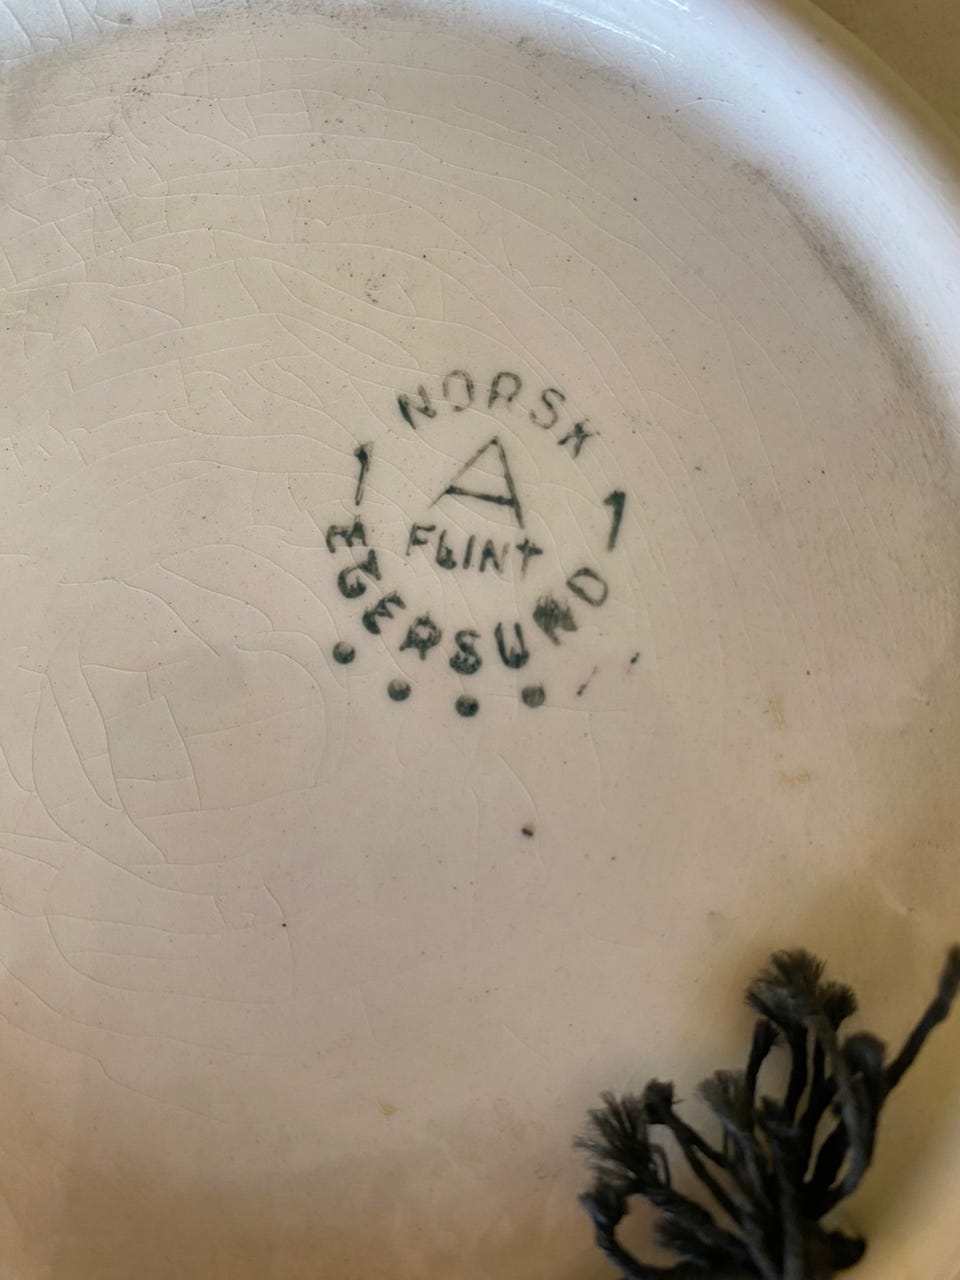 NORSK
1 A 1
FLINT
EGERSUND